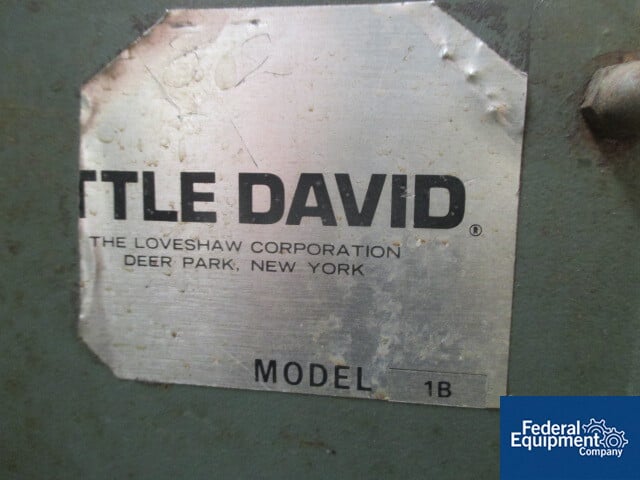 TTLE DAVID®
THE LOVESHAW CORPORATION
DEER PARK, NEW YORK
MODEL 1B
Federal
Equipment
Company